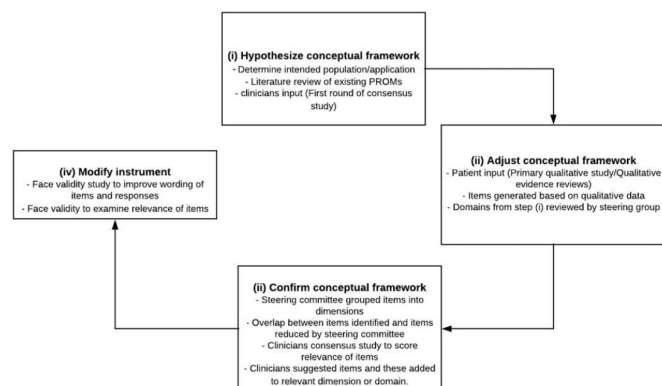 (i) Hypothesize conceptual framework
- Determine intended population/application
- Literature review of existing PROMs
- clinicians input (First round of consensus
study)
(ii) Adjust conceptual framework
- Patient input (Primary qualitative study/Qualitative
evidence reviews)
- Items generated based on qualitative data
- Domains from step (i) reviewed by steering group
(iv) Modify instrument
- Face validity study to improve wording of
items and responses
- Face validity to examine relevance of items
(ii) Confirm conceptual framework
- Steering committee grouped items into
dimensions
- Overlap between items identified and items
reduced by steering committee
- Clinicians consensus study to score
relevance of items
- Clinicians suggested items and these added
to relevant dimension or domain.